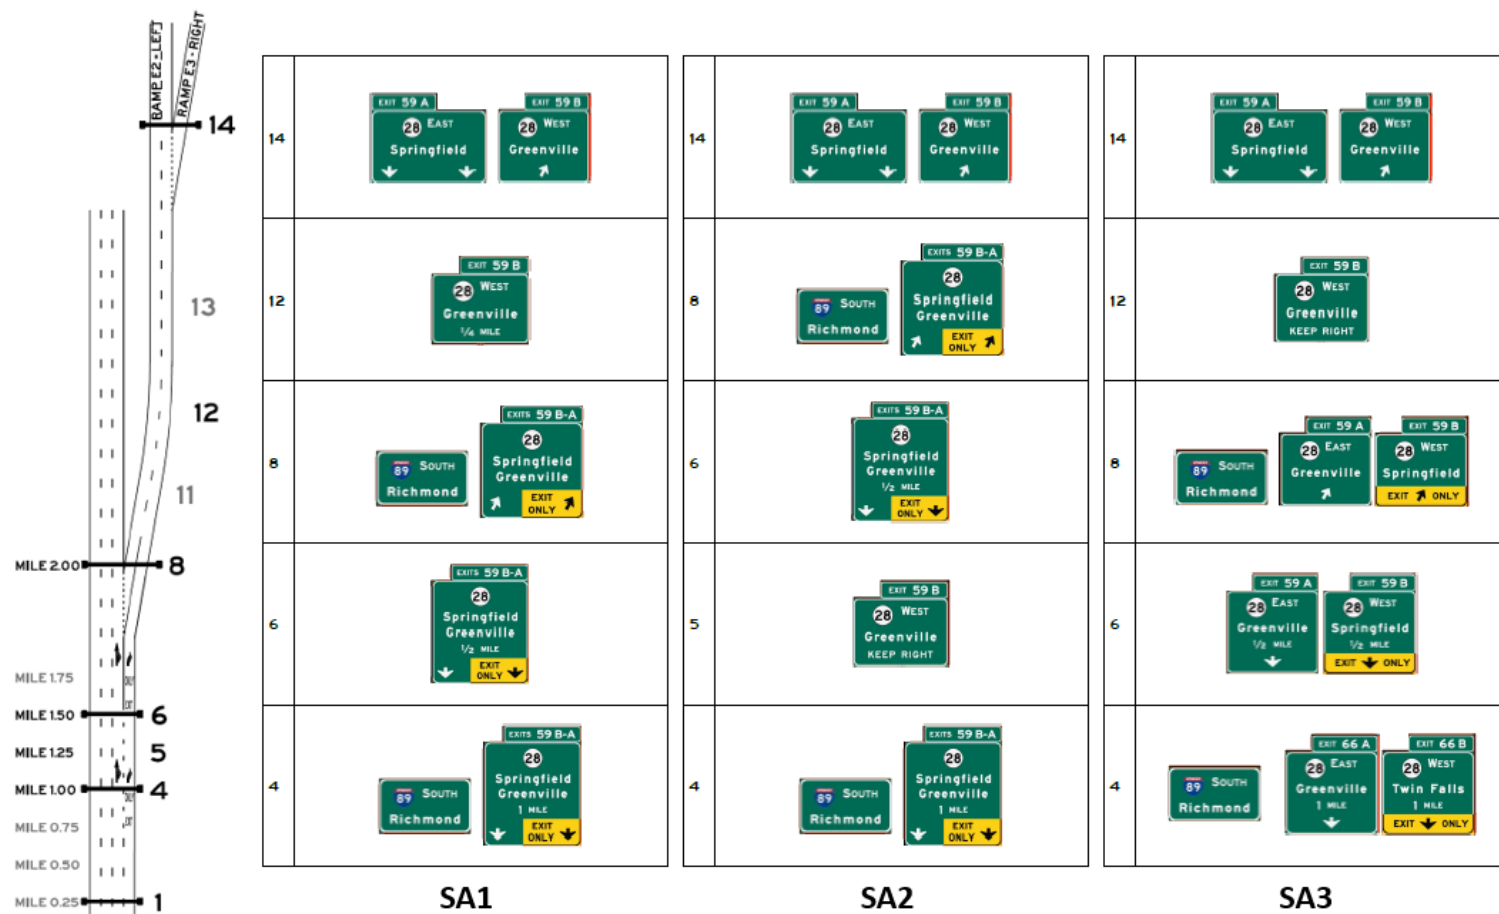 RAMP E2 - LEFT
RAMP E3 - RIGHT
14
13
12
11
MILE 2.00
8
MILE 1.75
MILE 1.50
6
MILE 1.25
5
MILE 1.00
4
MILE 0.75
MILE 0.50
MILE 0.25
1
14
EXIT 59 A
28 EAST
Springfield
EXIT 59 B
28 WEST
Greenville
12
EXIT 59 B
28 WEST
Greenville
1/4 MILE
8
89 SOUTH
Richmond
EXITS 59 B-A
28
Springfield
Greenville
EXIT
ONLY
6
EXITS 59 B-A
28
Springfield
Greenville
1/2 MILE
EXIT
ONLY
4
89 SOUTH
Richmond
EXITS 59 B-A
28
Springfield
Greenville
1 MILE
EXIT
ONLY
SA1
14
EXIT 59 A
28 EAST
Springfield
EXIT 59 B
28 WEST
Greenville
8
89 SOUTH
Richmond
EXITS 59 B-A
28
Springfield
Greenville
EXIT
ONLY
6
EXITS 59 B-A
28
Springfield
Greenville
1/2 MILE
EXIT
ONLY
5
EXIT 59 B
28 WEST
Greenville
KEEP RIGHT
4
89 SOUTH
Richmond
EXITS 59 B-A
28
Springfield
Greenville
1 MILE
EXIT
ONLY
SA2
14
EXIT 59 A
28 EAST
Springfield
EXIT 59 B
28 WEST
Greenville
12
EXIT 59 B
28 WEST
Greenville
KEEP RIGHT
8
89 SOUTH
Richmond
EXIT 59 A
28 EAST
Greenville
EXIT 59 B
28 WEST
Springfield
EXIT ONLY
6
EXIT 59 A
28 EAST
Greenville
1/2 MILE
EXIT 59 B
28 WEST
Springfield
1/2 MILE
EXIT ONLY
4
89 SOUTH
Richmond
EXIT 66 A
28 EAST
Greenville
1 MILE
EXIT 66 B
28 WEST
Twin Falls
1 MILE
EXIT ONLY
SA3